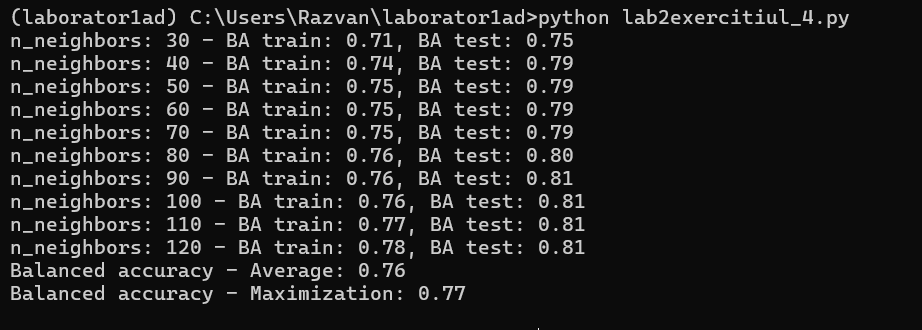 (laborator1ad) C:\Users\Razvan\laborator1ad>python lab2exercitiul_4.py
n_neighbors: 30 - BA train: 0.71, BA test: 0.75
n_neighbors: 40 - BA train: 0.74, BA test: 0.79
n_neighbors: 50 - BA train: 0.75, BA test: 0.79
n_neighbors: 60 - BA train: 0.75, BA test: 0.79
n_neighbors: 70 - BA train: 0.75, BA test: 0.79
n_neighbors: 80 - BA train: 0.76, BA test: 0.80
n_neighbors: 90 - BA train: 0.76, BA test: 0.81
n_neighbors: 100 - BA train: 0.76, BA test: 0.81
n_neighbors: 110 - BA train: 0.77, BA test: 0.81
n_neighbors: 120 - BA train: 0.78, BA test: 0.81
Balanced accuracy - Average: 0.76
Balanced accuracy - Maximization: 0.77